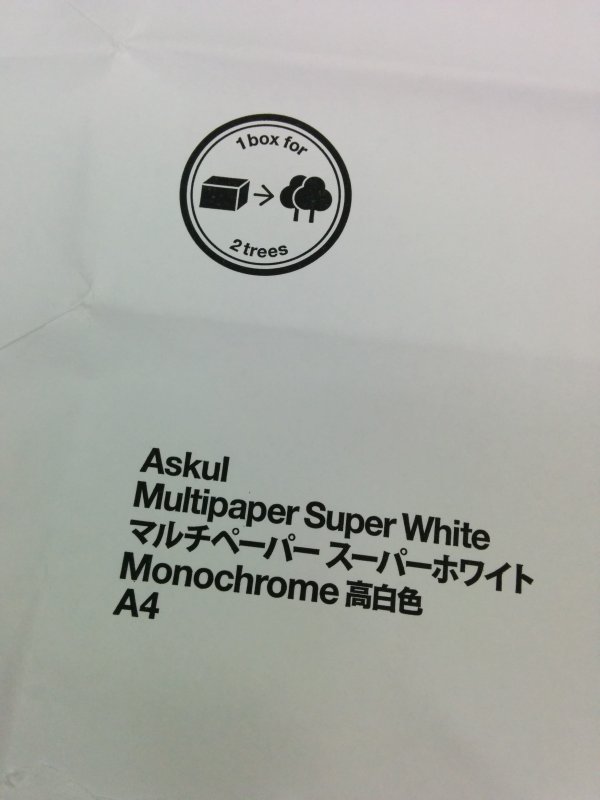 1 box for
2 trees
Askul
Multipaper Super White
マルチペーパー スーパーホワイト
Monochrome 高白色
A4